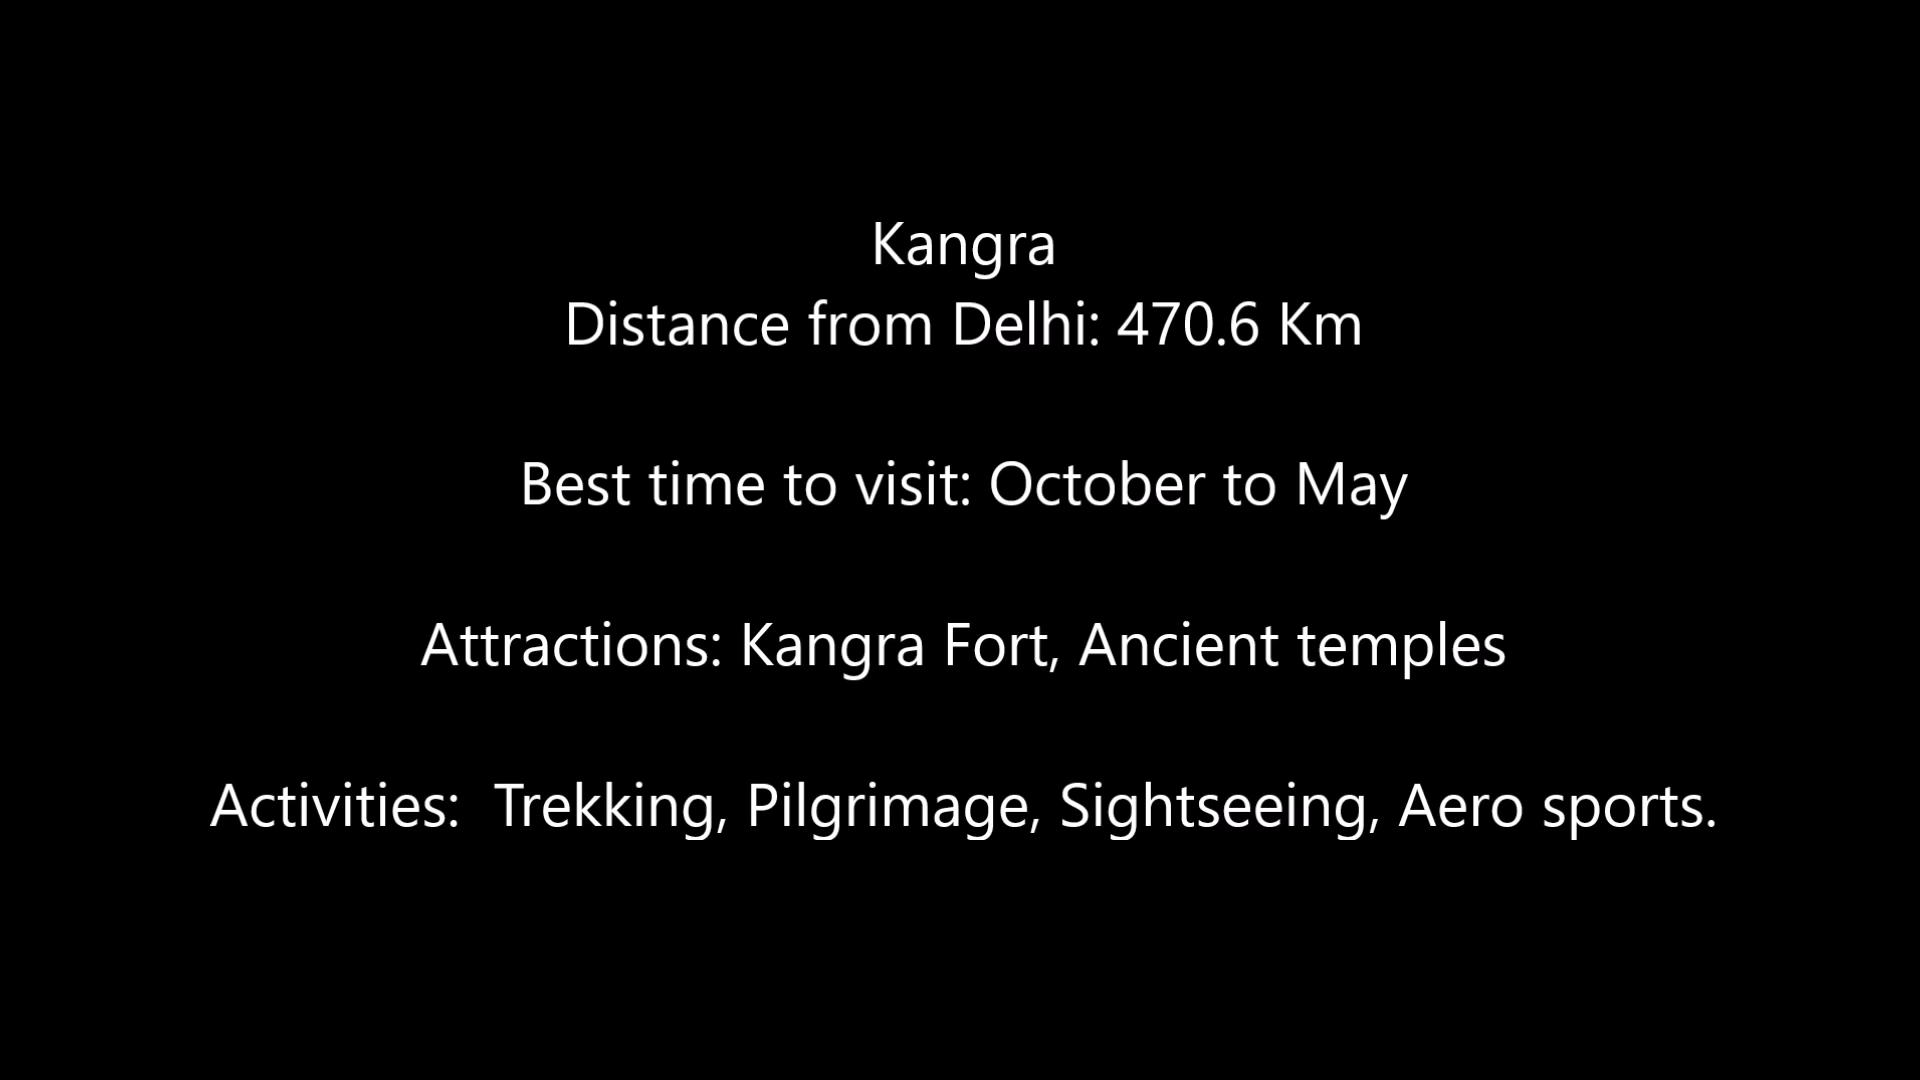 Kangra
Distance from Delhi: 470.6 Km
Best time to visit: October to May
Attractions: Kangra Fort, Ancient temples
Activities:  Trekking, Pilgrimage, Sightseeing, Aero sports.